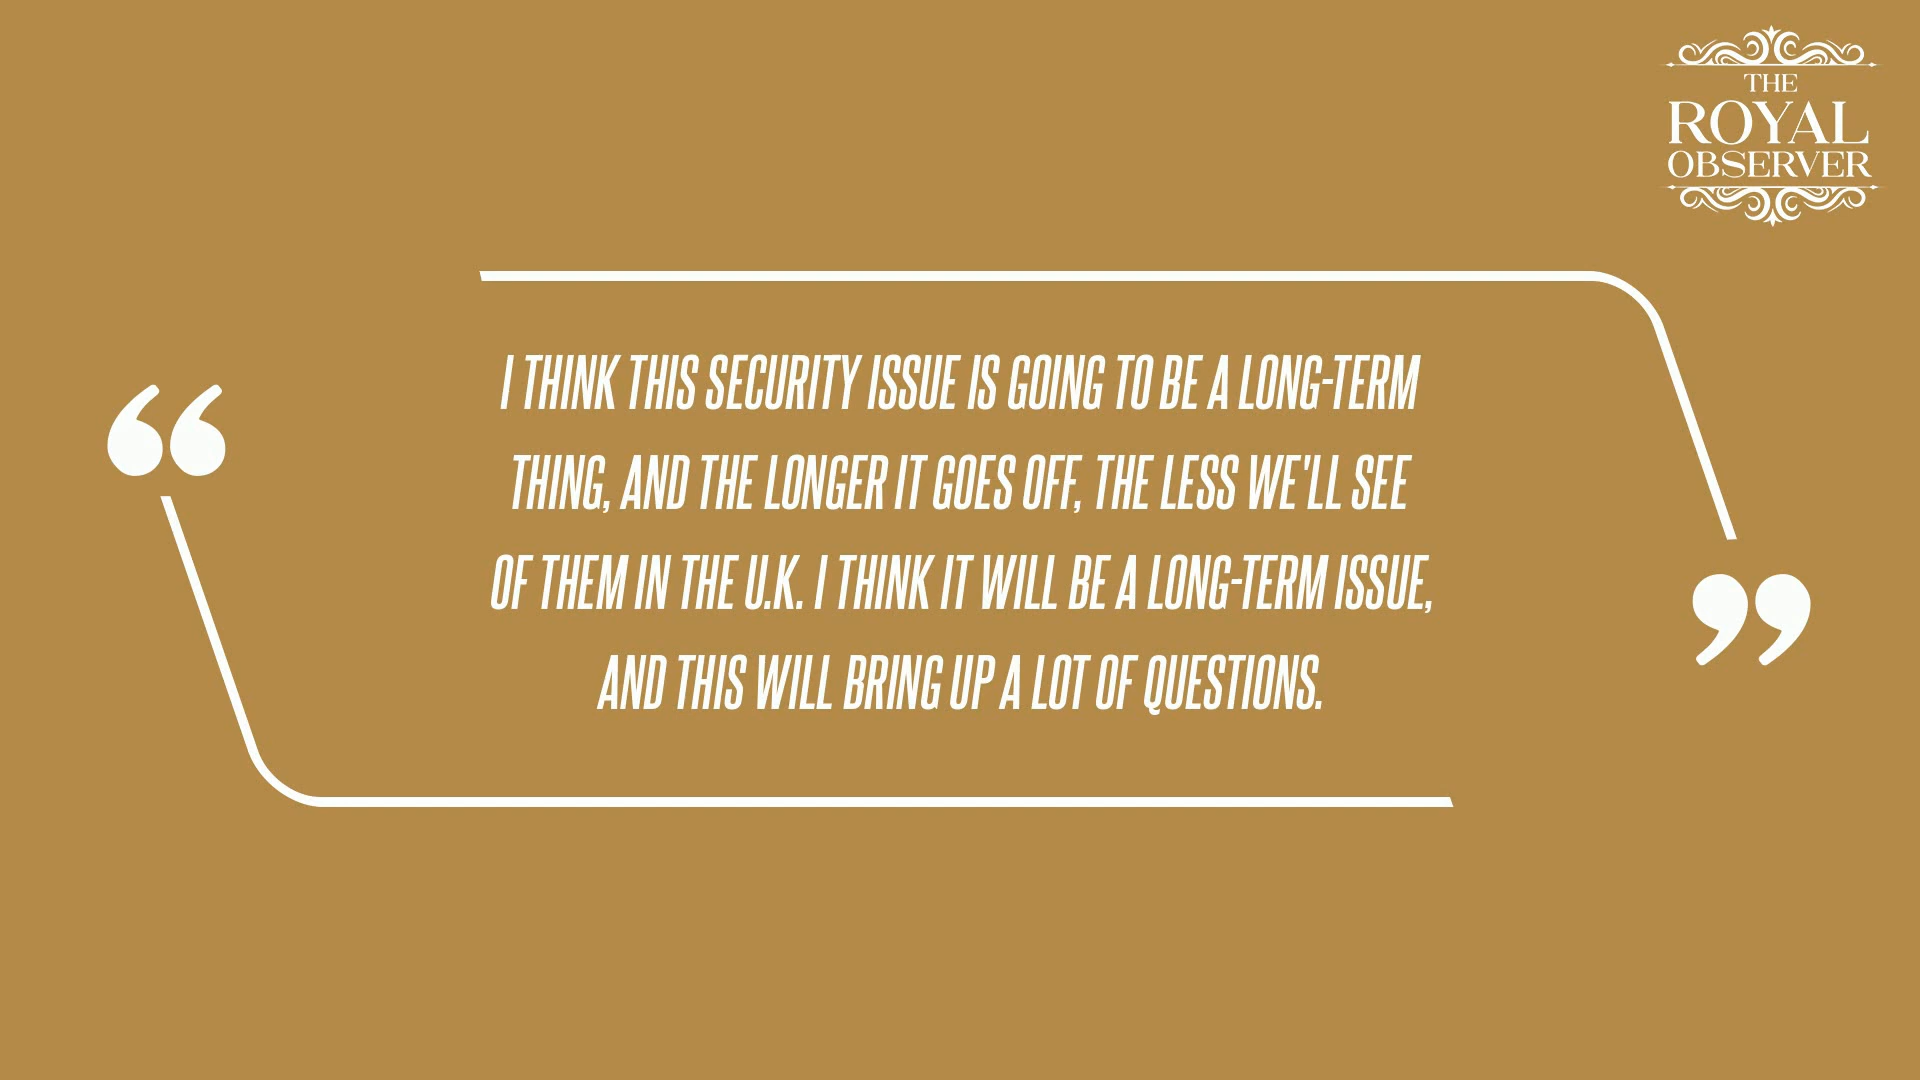 THE
ROYAL
OBSERVER
“
I THINK THIS SECURITY ISSUE IS GOING TO BE A LONG-TERM
THING, AND THE LONGER IT GOES OFF, THE LESS WE'LL SEE
OF THEM IN THE U.K. I THINK IT WILL BE A LONG-TERM ISSUE,
AND THIS WILL BRING UP A LOT OF QUESTIONS.
”